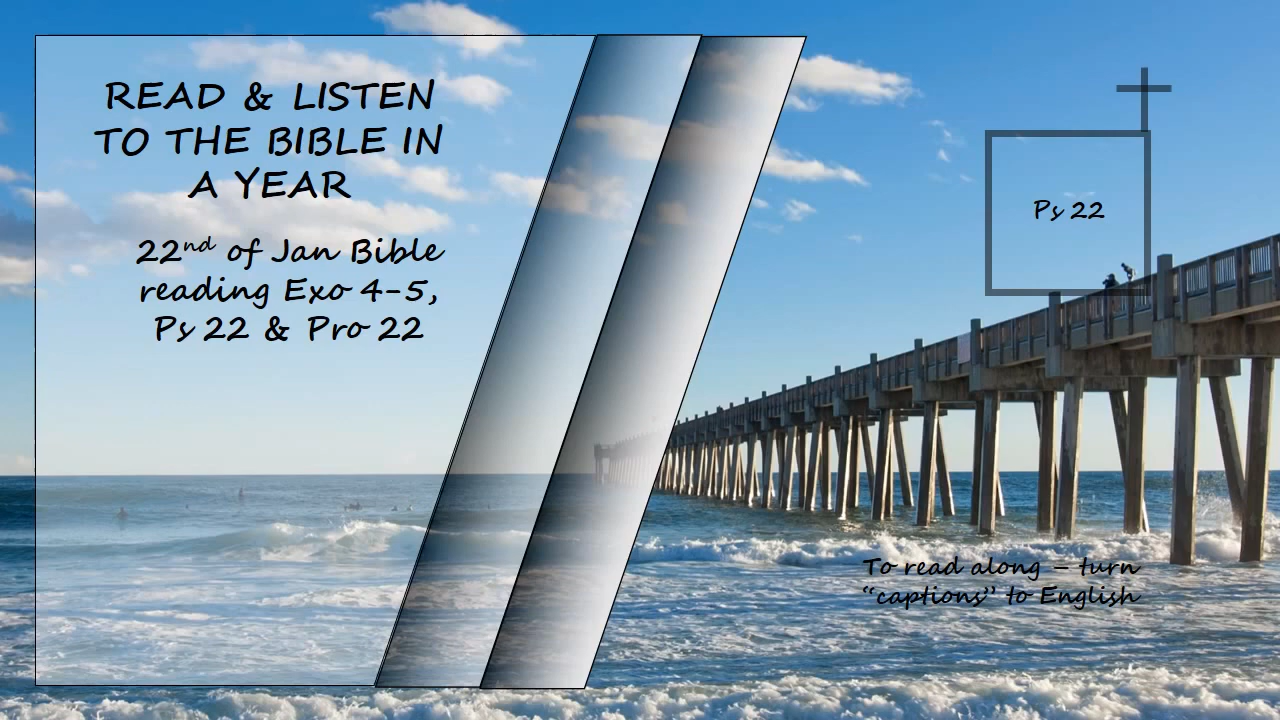 READ & LISTEN
TO THE BIBLE IN
A YEAR
22nd of Jan Bible
reading Exo 4-5,
Ps 22 & Pro 22
Ps 22
To read along – turn
“captions” to English